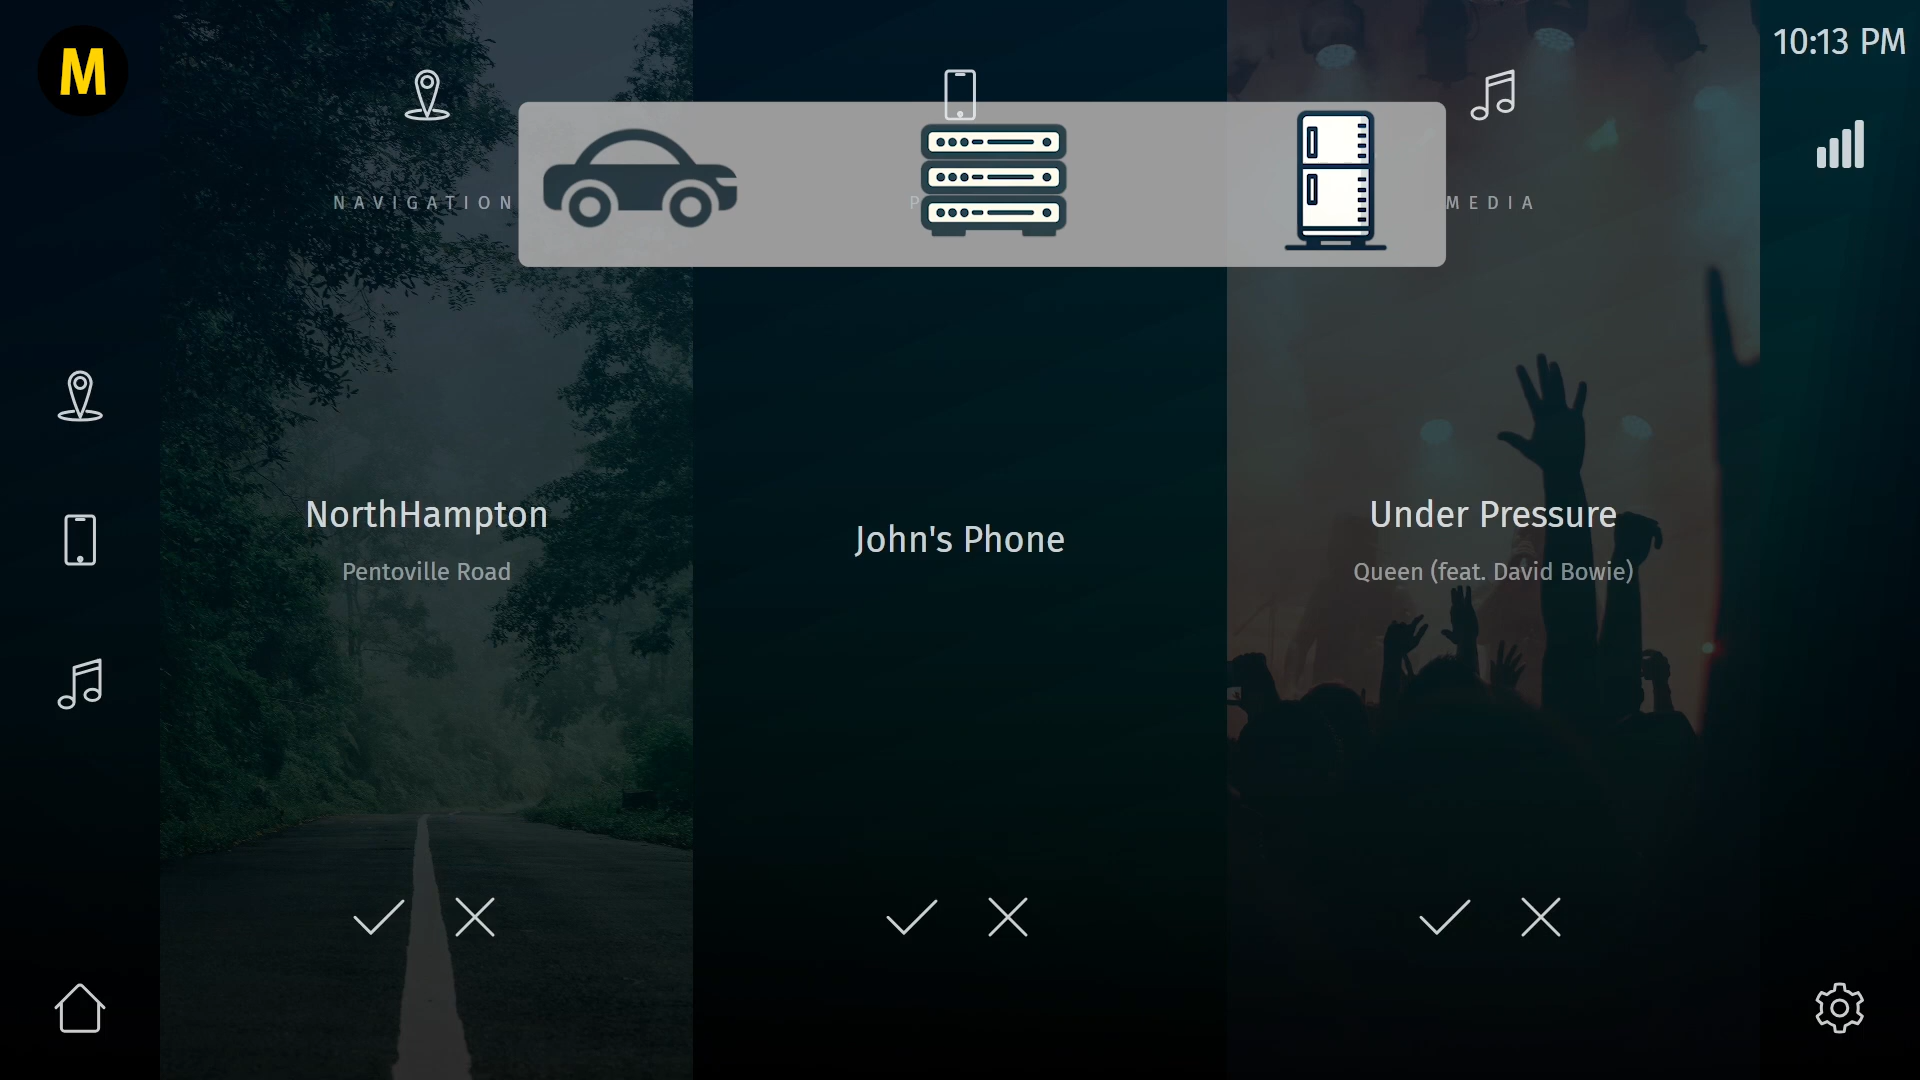 M
10:13 PM
NAVIGATION
P
MEDIA
NorthHampton
Pentoville Road
John's Phone
Under Pressure
Queen (feat. David Bowie)